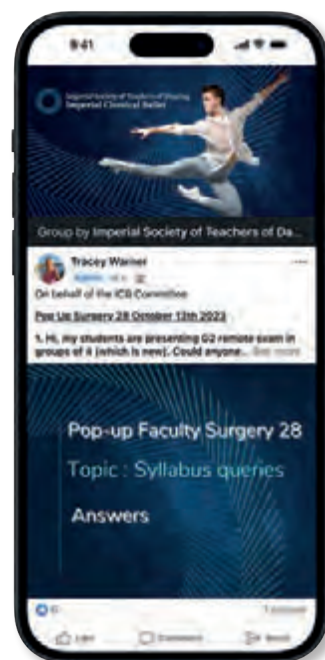 9:41
Imperial Society of Teachers of Dancing
Imperial Classical Ballet
Group by Imperial Society of Teachers of Da...
Tracey Warner
On behalf of the ICB Committee
Pop Up Surgery 28 October 13th 2023
1. Hi, my students are presenting G2 remote exam in
groups of 4 (which is new). Could anyone... See more
Pop-up Faculty Surgery 28
Topic : Syllabus queries
Answers
Like
Comment
Send